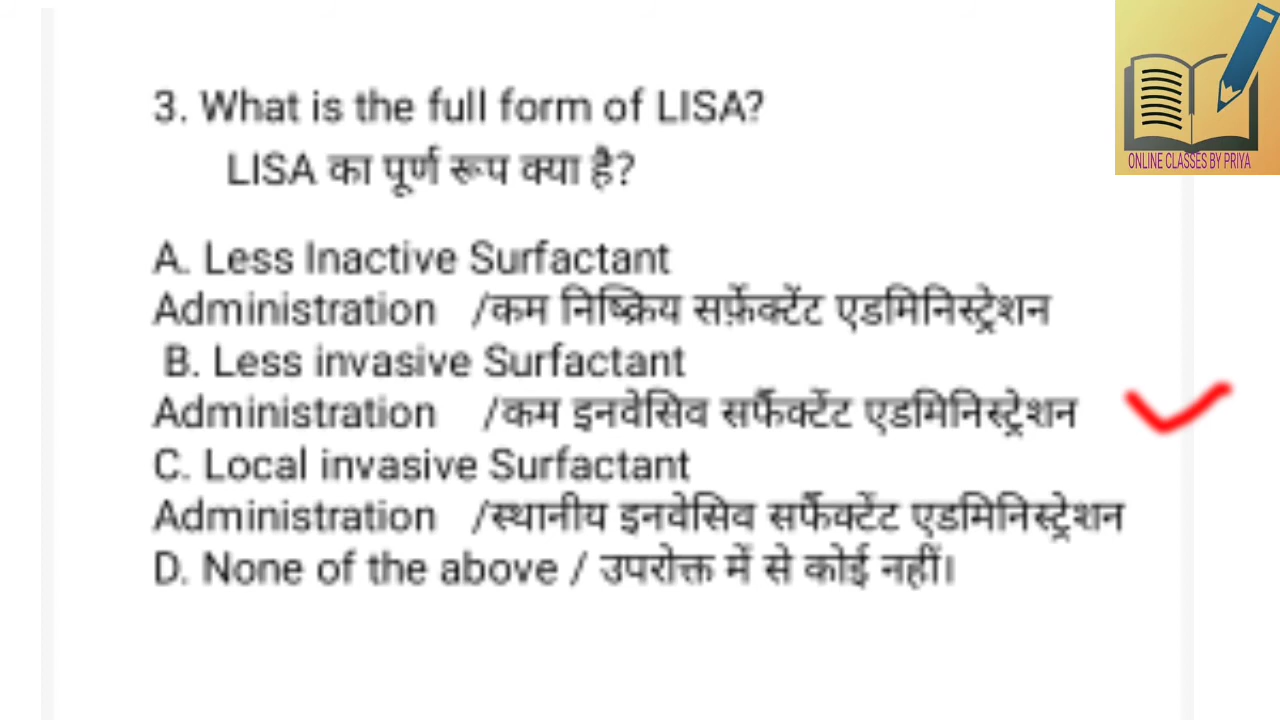 3. What is the full form of LISA?
LISA का पूर्ण रूप क्या है?
A. Less Inactive Surfactant
Administration /कम निष्क्रिय सर्फ़ेक्टेंट एडमिनिस्ट्रेशन
B. Less invasive Surfactant
Administration /कम इनवेसिव सर्फैक्टेंट एडमिनिस्ट्रेशन
C. Local invasive Surfactant
Administration /स्थानीय इनवेसिव सर्फैक्टेंट एडमिनिस्ट्रेशन
D. None of the above / उपरोक्त में से कोई नहीं।
ONLINE CLASSES BY PRIYA